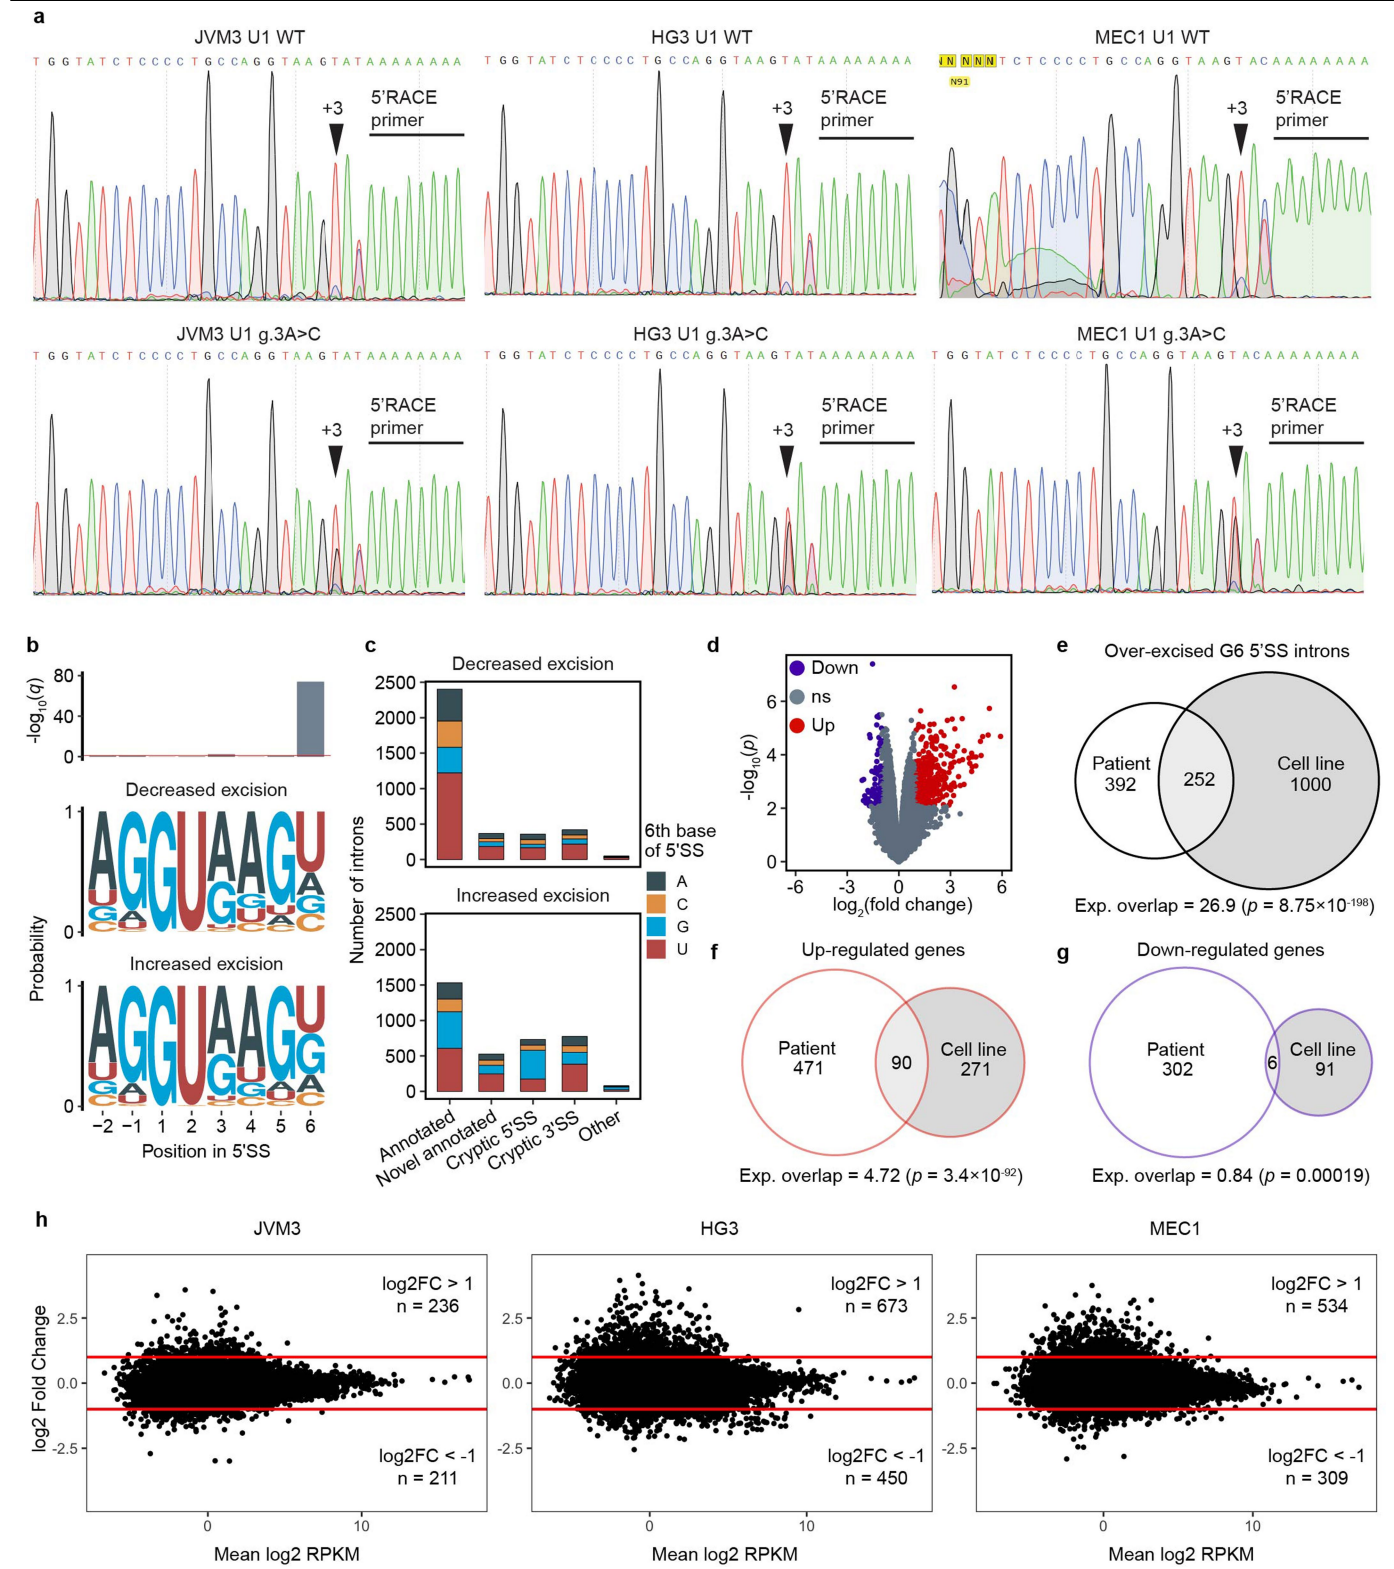 a
JVM3 U1 WT
TGGTATCTCCCCTGCCAGGTAAGTATAAAAAAAAA
+3
5'RACE
primer
HG3 U1 WT
TGGTATCTCCCCTGCCAGGTAAGTATAAAAAAAAA
+3
5'RACE
primer
MEC1 U1 WT
NN NNNTCTCCCCTGCCAGGTAAGTACAAAAAAAA
N91
+3
5'RACE
primer
JVM3 U1 g.3A>C
TGGTATCTCCCCTGCCAGGTAAGTATAAAAAAAAA
+3
5'RACE
primer
HG3 U1 g.3A>C
TGGTATCTCCCCTGCCAGGTAAGTATAAAAAAAAA
+3
5'RACE
primer
MEC1 U1 g.3A>C
TGGTATCTCCCCTGCCAGGTAAGTACAAAAAAAA
+3
5'RACE
primer
b
-log10(q)
80
40
0
Decreased excision
Probability
1
0
Increased excision
1
0
−2 −1 1 2 3 4 5 6
Position in 5'SS
c
Decreased excision
Number of introns
2500
2000
1500
1000
500
0
Increased excision
2500
2000
1500
1000
500
0
Annotated
Novel annotated
Cryptic 5'SS
Cryptic 3'SS
Other
6th base
of 5'SS
A
C
G
U
d
Down
ns
Up
-log10(p)
6
4
2
0
-6 -3 0 3 6
log2(fold change)
e
Over-excised G6 5'SS introns
Patient
392
252
Cell line
1000
Exp. overlap = 26.9 (p = 8.75×10-198)
f
Up-regulated genes
Patient
471
90
Cell line
271
Exp. overlap = 4.72 (p = 3.4×10-92)
g
Down-regulated genes
Patient
302
6
Cell line
91
Exp. overlap = 0.84 (p = 0.00019)
h
JVM3
log2 Fold Change
2.5
0.0
-2.5
log2FC > 1
n = 236
log2FC < -1
n = 211
0 10
Mean log2 RPKM
HG3
2.5
0.0
-2.5
log2FC > 1
n = 673
log2FC < -1
n = 450
0 10
Mean log2 RPKM
MEC1
2.5
0.0
-2.5
log2FC > 1
n = 534
log2FC < -1
n = 309
0 10
Mean log2 RPKM